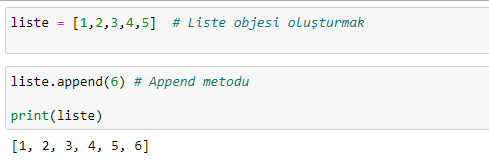 liste = [1,2,3,4,5]  # Liste objesi oluşturmak
liste.append(6) # Append metodu
print(liste)
[1, 2, 3, 4, 5, 6]